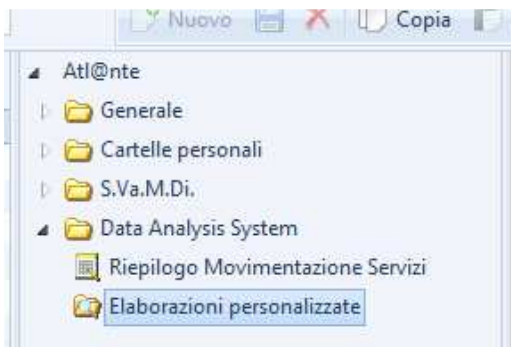 Nuovo Copia
Atl@nte
Generale
Cartelle personali
S.Va.M.Di.
Data Analysis System
Riepilogo Movimentazione Servizi
Elaborazioni personalizzate